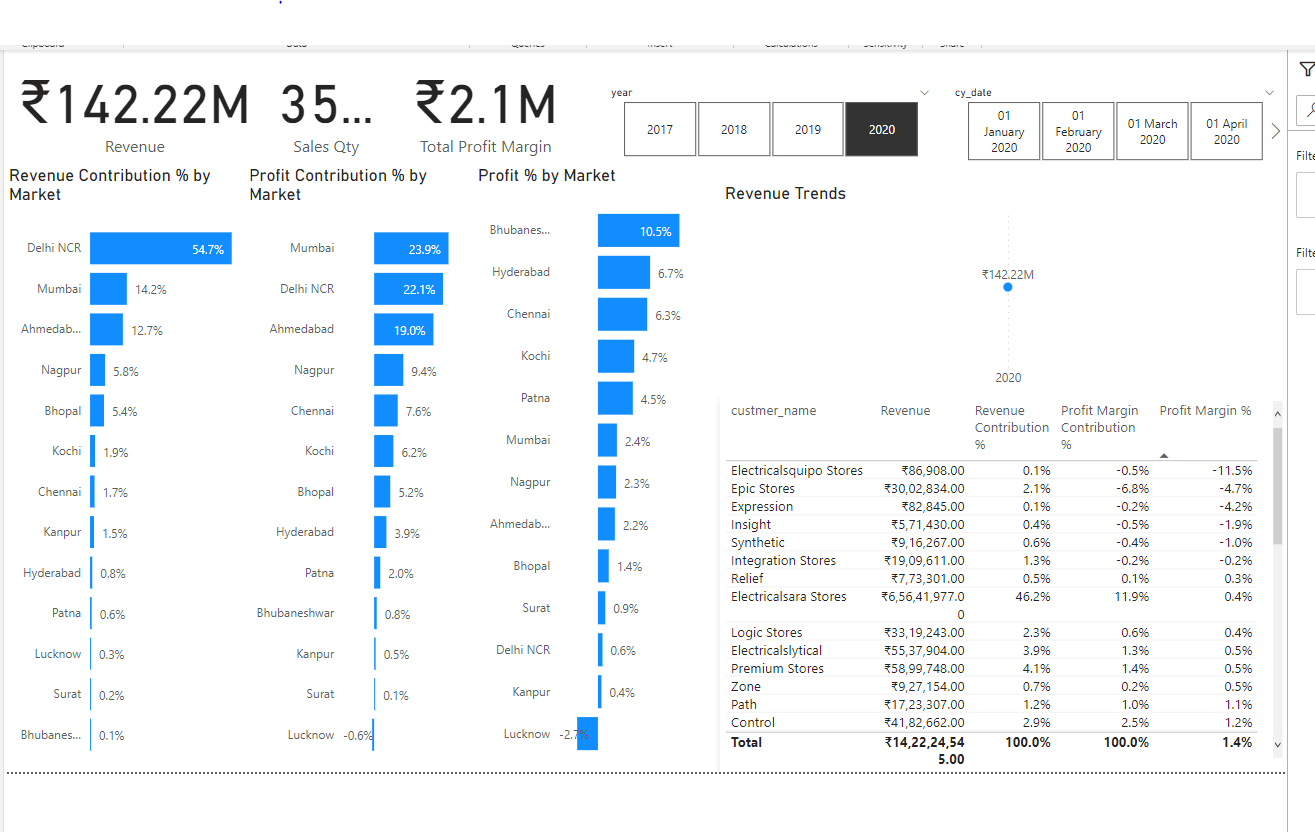 ₹142.22M
Revenue
35...
Sales Qty
₹2.1M
Total Profit Margin
year
2017
2018
2019
2020
cy_date
01
January
2020
01
February
2020
01 March
2020
01 April
2020
Revenue Contribution % by
Market
Delhi NCR 54.7%
Mumbai 14.2%
Ahmedab... 12.7%
Nagpur 5.8%
Bhopal 5.4%
Kochi 1.9%
Chennai 1.7%
Kanpur 1.5%
Hyderabad 0.8%
Patna 0.6%
Lucknow 0.3%
Surat 0.2%
Bhubanes... 0.1%
Profit Contribution % by
Market
Mumbai 23.9%
Delhi NCR 22.1%
Ahmedabad 19.0%
Nagpur 9.4%
Chennai 7.6%
Kochi 6.2%
Bhopal 5.2%
Hyderabad 3.9%
Patna 2.0%
Bhubaneshwar 0.8%
Kanpur 0.5%
Surat 0.1%
Lucknow -0.6%
Profit % by Market
Bhubanes... 10.5%
Hyderabad 6.7%
Chennai 6.3%
Kochi 4.7%
Patna 4.5%
Mumbai 2.4%
Nagpur 2.3%
Ahmedab... 2.2%
Bhopal 1.4%
Surat 0.9%
Delhi NCR 0.6%
Kanpur 0.4%
Lucknow -2.7%
Revenue Trends
₹142.22M
2020
custmer_name Revenue Revenue Profit Margin Profit Margin %
Contribution Contribution
% %
Electricalsquipo Stores ₹86,908.00 0.1% -0.5% -11.5%
Epic Stores ₹30,02,834.00 2.1% -6.8% -4.7%
Expression ₹82,845.00 0.1% -0.2% -4.2%
Insight ₹5,71,430.00 0.4% -0.5% -1.9%
Synthetic ₹9,16,267.00 0.6% -0.4% -1.0%
Integration Stores ₹19,09,611.00 1.3% -0.2% -0.2%
Relief ₹7,73,301.00 0.5% 0.1% 0.3%
Electricalsara Stores ₹6,56,41,977.0 46.2% 11.9% 0.4%
0
Logic Stores ₹33,19,243.00 2.3% 0.6% 0.4%
Electricalslytical ₹55,37,904.00 3.9% 1.3% 0.5%
Premium Stores ₹58,99,748.00 4.1% 1.4% 0.5%
Zone ₹9,27,154.00 0.7% 0.2% 0.5%
Path ₹17,23,307.00 1.2% 1.0% 1.1%
Control ₹41,82,662.00 2.9% 2.5% 1.2%
Total ₹14,22,24,54 100.0% 100.0% 1.4%
5.00